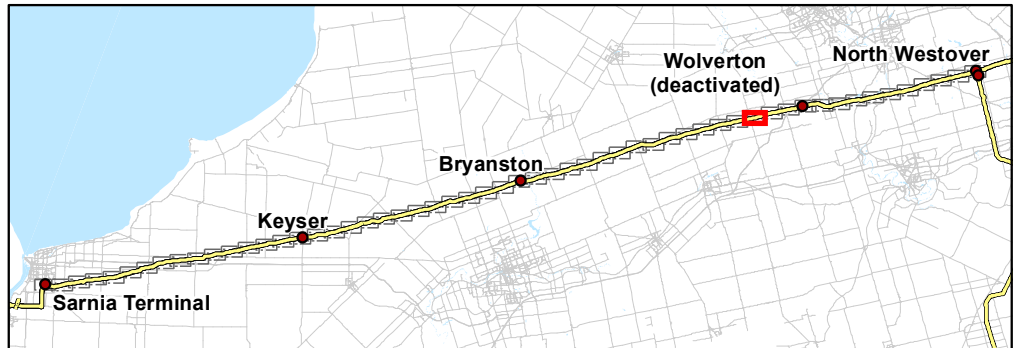 North Westover
Wolverton
(deactivated)
Bryanston
Keyser
Sarnia Terminal